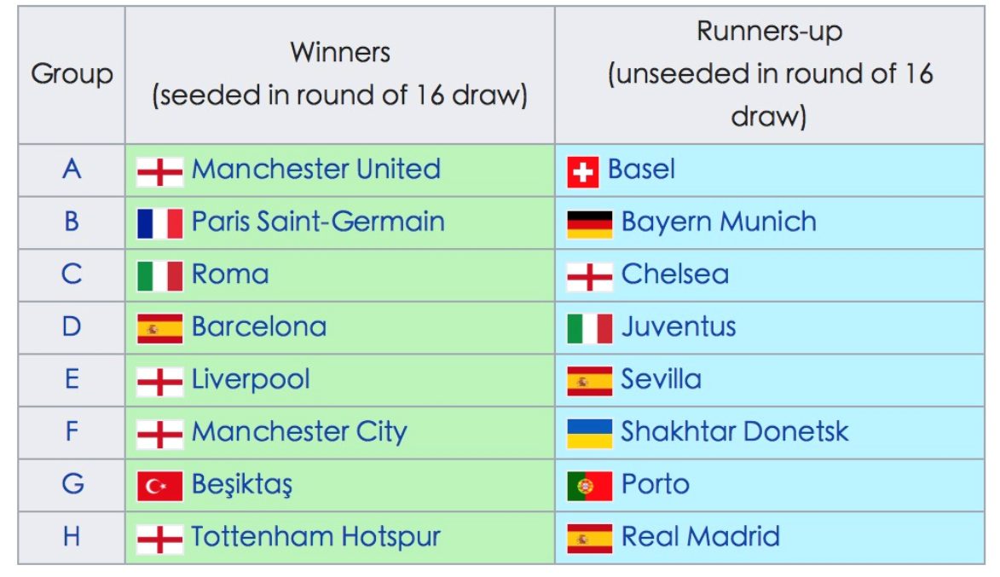 Group Winners (seeded in round of 16 draw) Runners-up (unseeded in round of 16 draw)
A Manchester United Basel
B Paris Saint-Germain Bayern Munich
C Roma Chelsea
D Barcelona Juventus
E Liverpool Sevilla
F Manchester City Shakhtar Donetsk
G Beşiktaş Porto
H Tottenham Hotspur Real Madrid